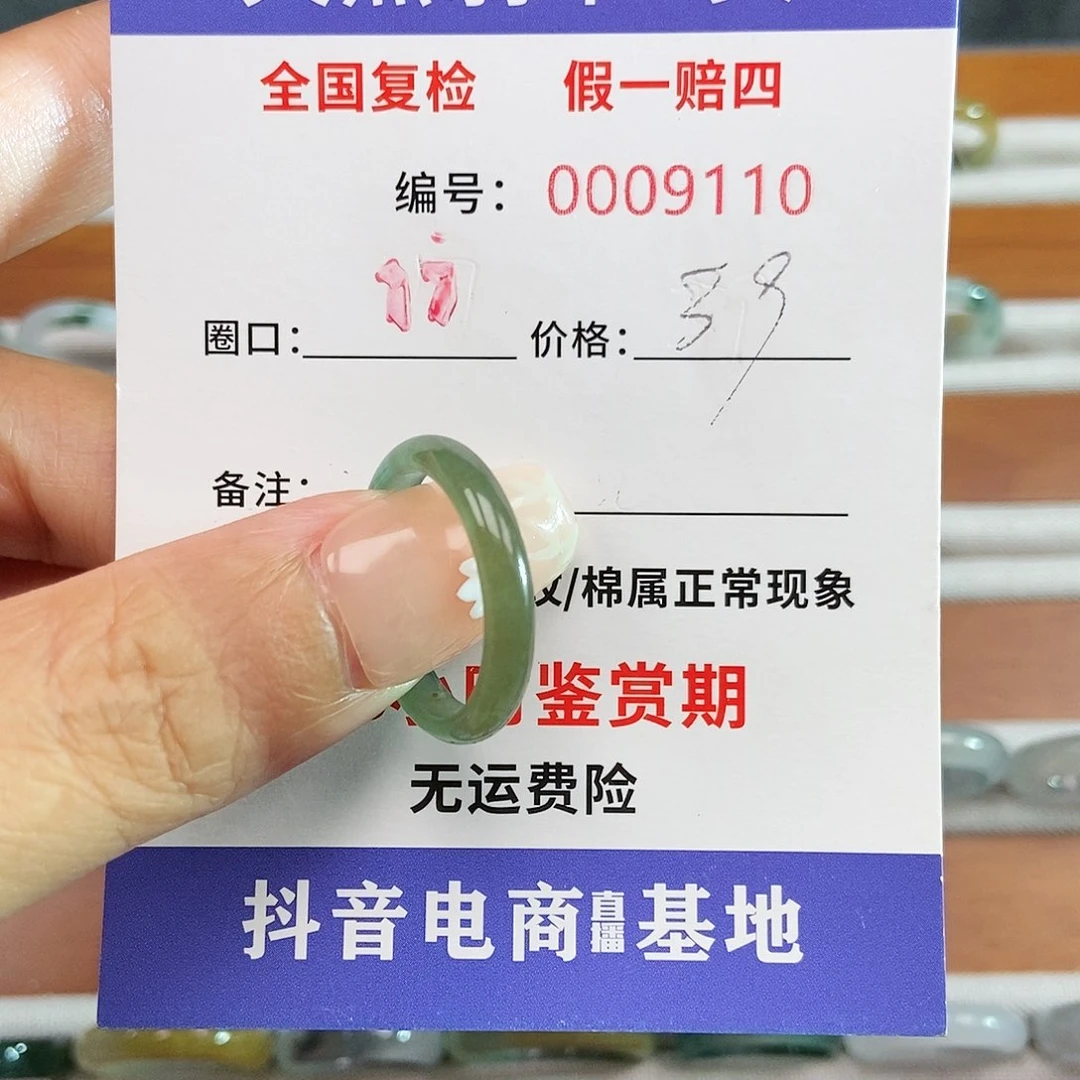 全国复检 假一赔四
编号：0009110
圈口：17 价格：39
备注：
/棉属正常现象
鉴赏期
无运费险
抖音电商直播基地